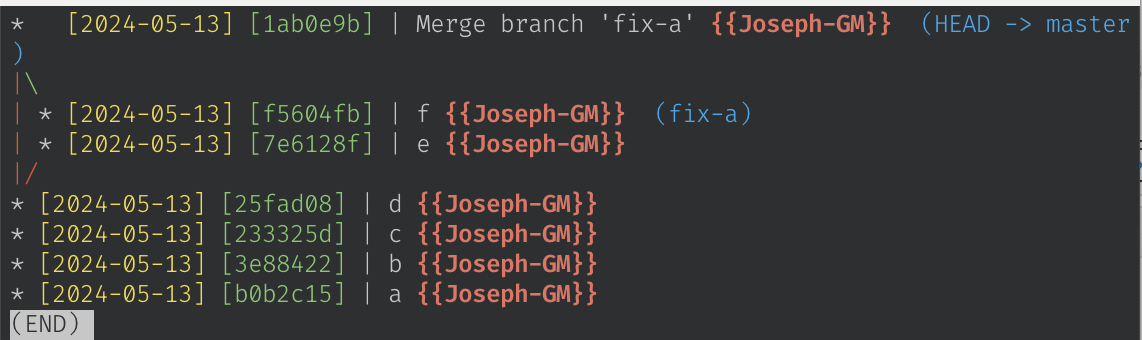 *   [2024-05-13] [1ab0e9b] | Merge branch 'fix-a' {{Joseph-GM}}  (HEAD -> master
)
|\
| * [2024-05-13] [f5604fb] | f {{Joseph-GM}}  (fix-a)
| * [2024-05-13] [7e6128f] | e {{Joseph-GM}}
|/
* [2024-05-13] [25fad08] | d {{Joseph-GM}}
* [2024-05-13] [233325d] | c {{Joseph-GM}}
* [2024-05-13] [3e88422] | b {{Joseph-GM}}
* [2024-05-13] [b0b2c15] | a {{Joseph-GM}}
(END)